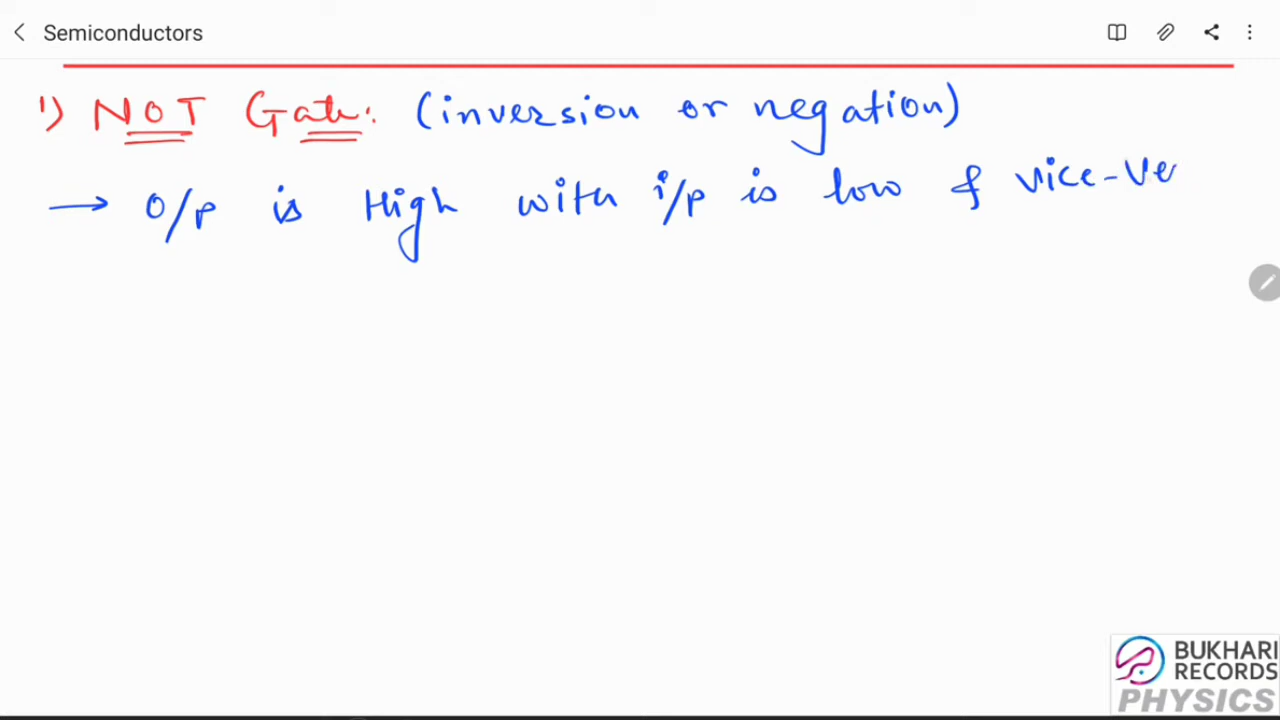 Semiconductors
1) NOT Gate: (inversion or negation)
→ O/P is High with i/p is low & vice-ve
BUKHARI
RECORDS
PHYSICS